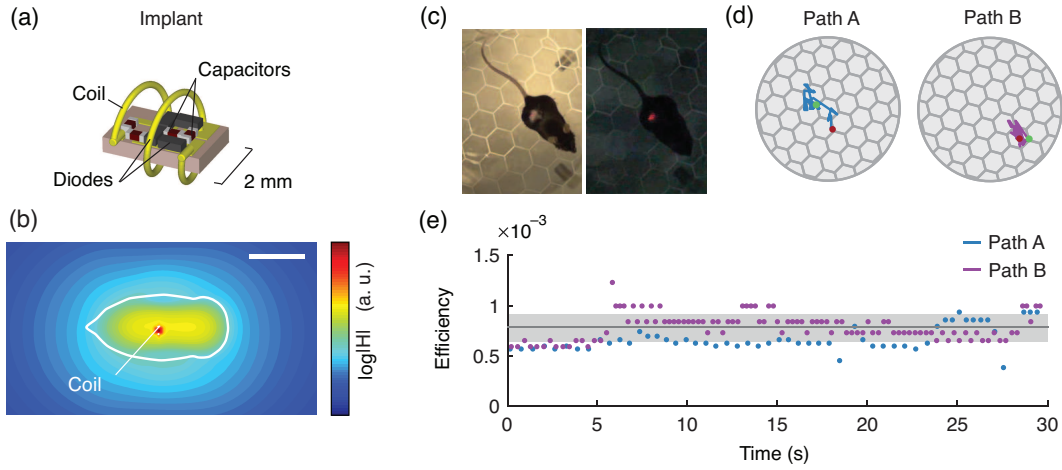 (a)
Implant
Capacitors
Coil
Diodes
2 mm
(b)
Coil
log|H| (a. u.)
(c)
(d)
Path A
Path B
(e)
×10⁻³
1.5
1
0.5
0
Efficiency
Path A
Path B
0 5 10 15 20 25 30
Time (s)